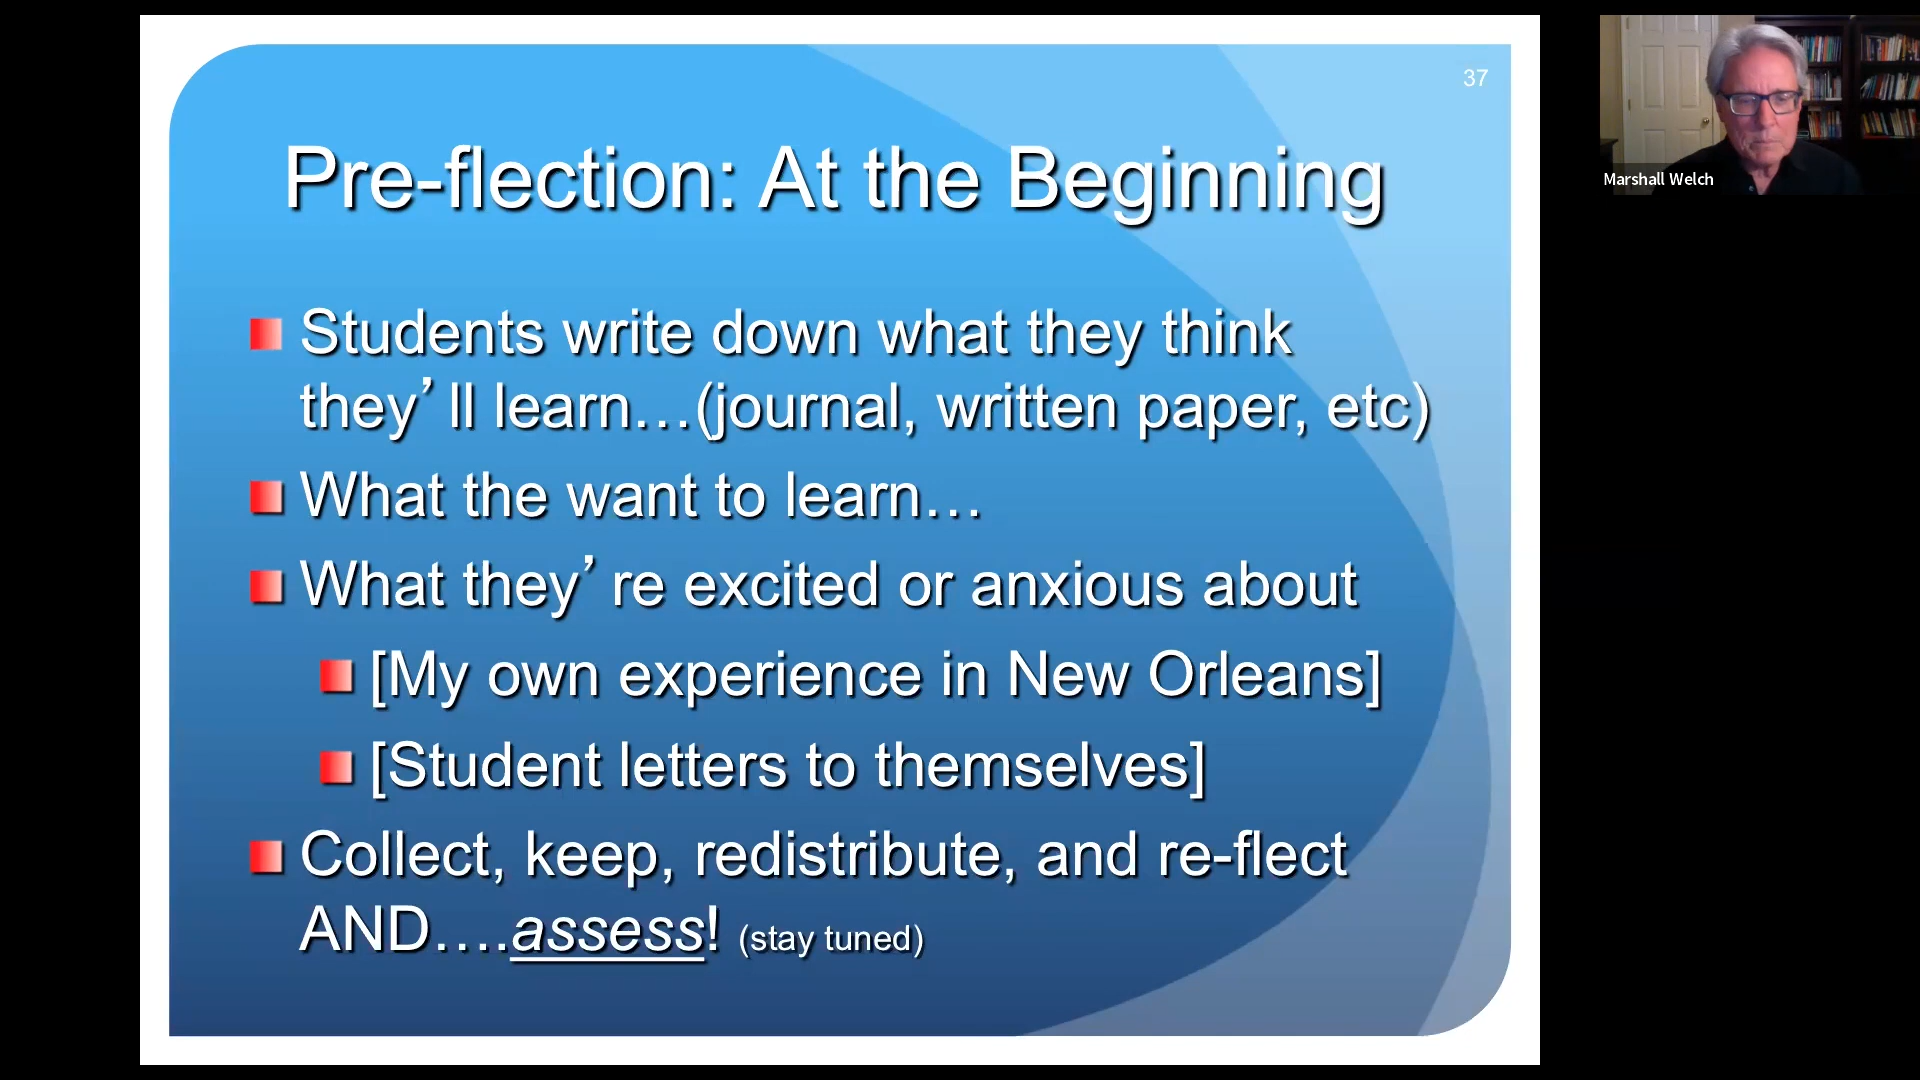 37
Pre-flection: At the Beginning
Students write down what they think
they’ll learn…(journal, written paper, etc)
What the want to learn…
What they’re excited or anxious about
[My own experience in New Orleans]
[Student letters to themselves]
Collect, keep, redistribute, and re-flect
AND….assess! (stay tuned)
Marshall Welch